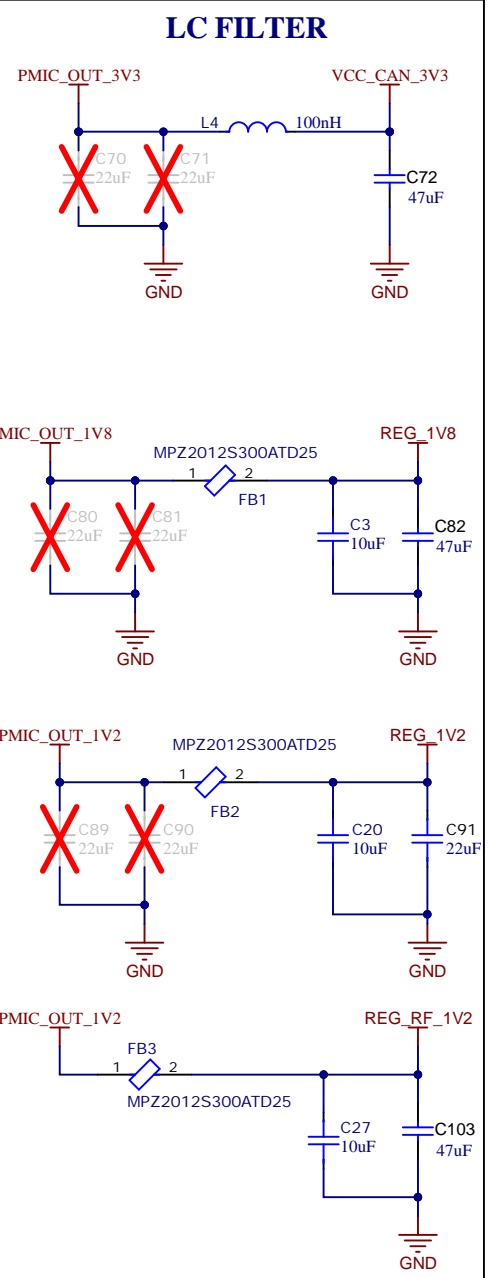 LC FILTER
PMIC_OUT_3V3
VCC_CAN_3V3
L4
100nH
C70
22uF
C71
22uF
C72
47uF
GND
GND
MIC_OUT_1V8
REG_1V8
MPZ2012S300ATD25
1
2
FB1
C80
22uF
C81
22uF
C3
10uF
C82
47uF
GND
GND
PMIC_OUT_1V2
REG_1V2
MPZ2012S300ATD25
1
2
FB2
C89
22uF
C90
22uF
C20
10uF
C91
22uF
GND
GND
PMIC_OUT_1V2
REG_RF_1V2
FB3
1
2
MPZ2012S300ATD25
C27
10uF
C103
47uF
GND